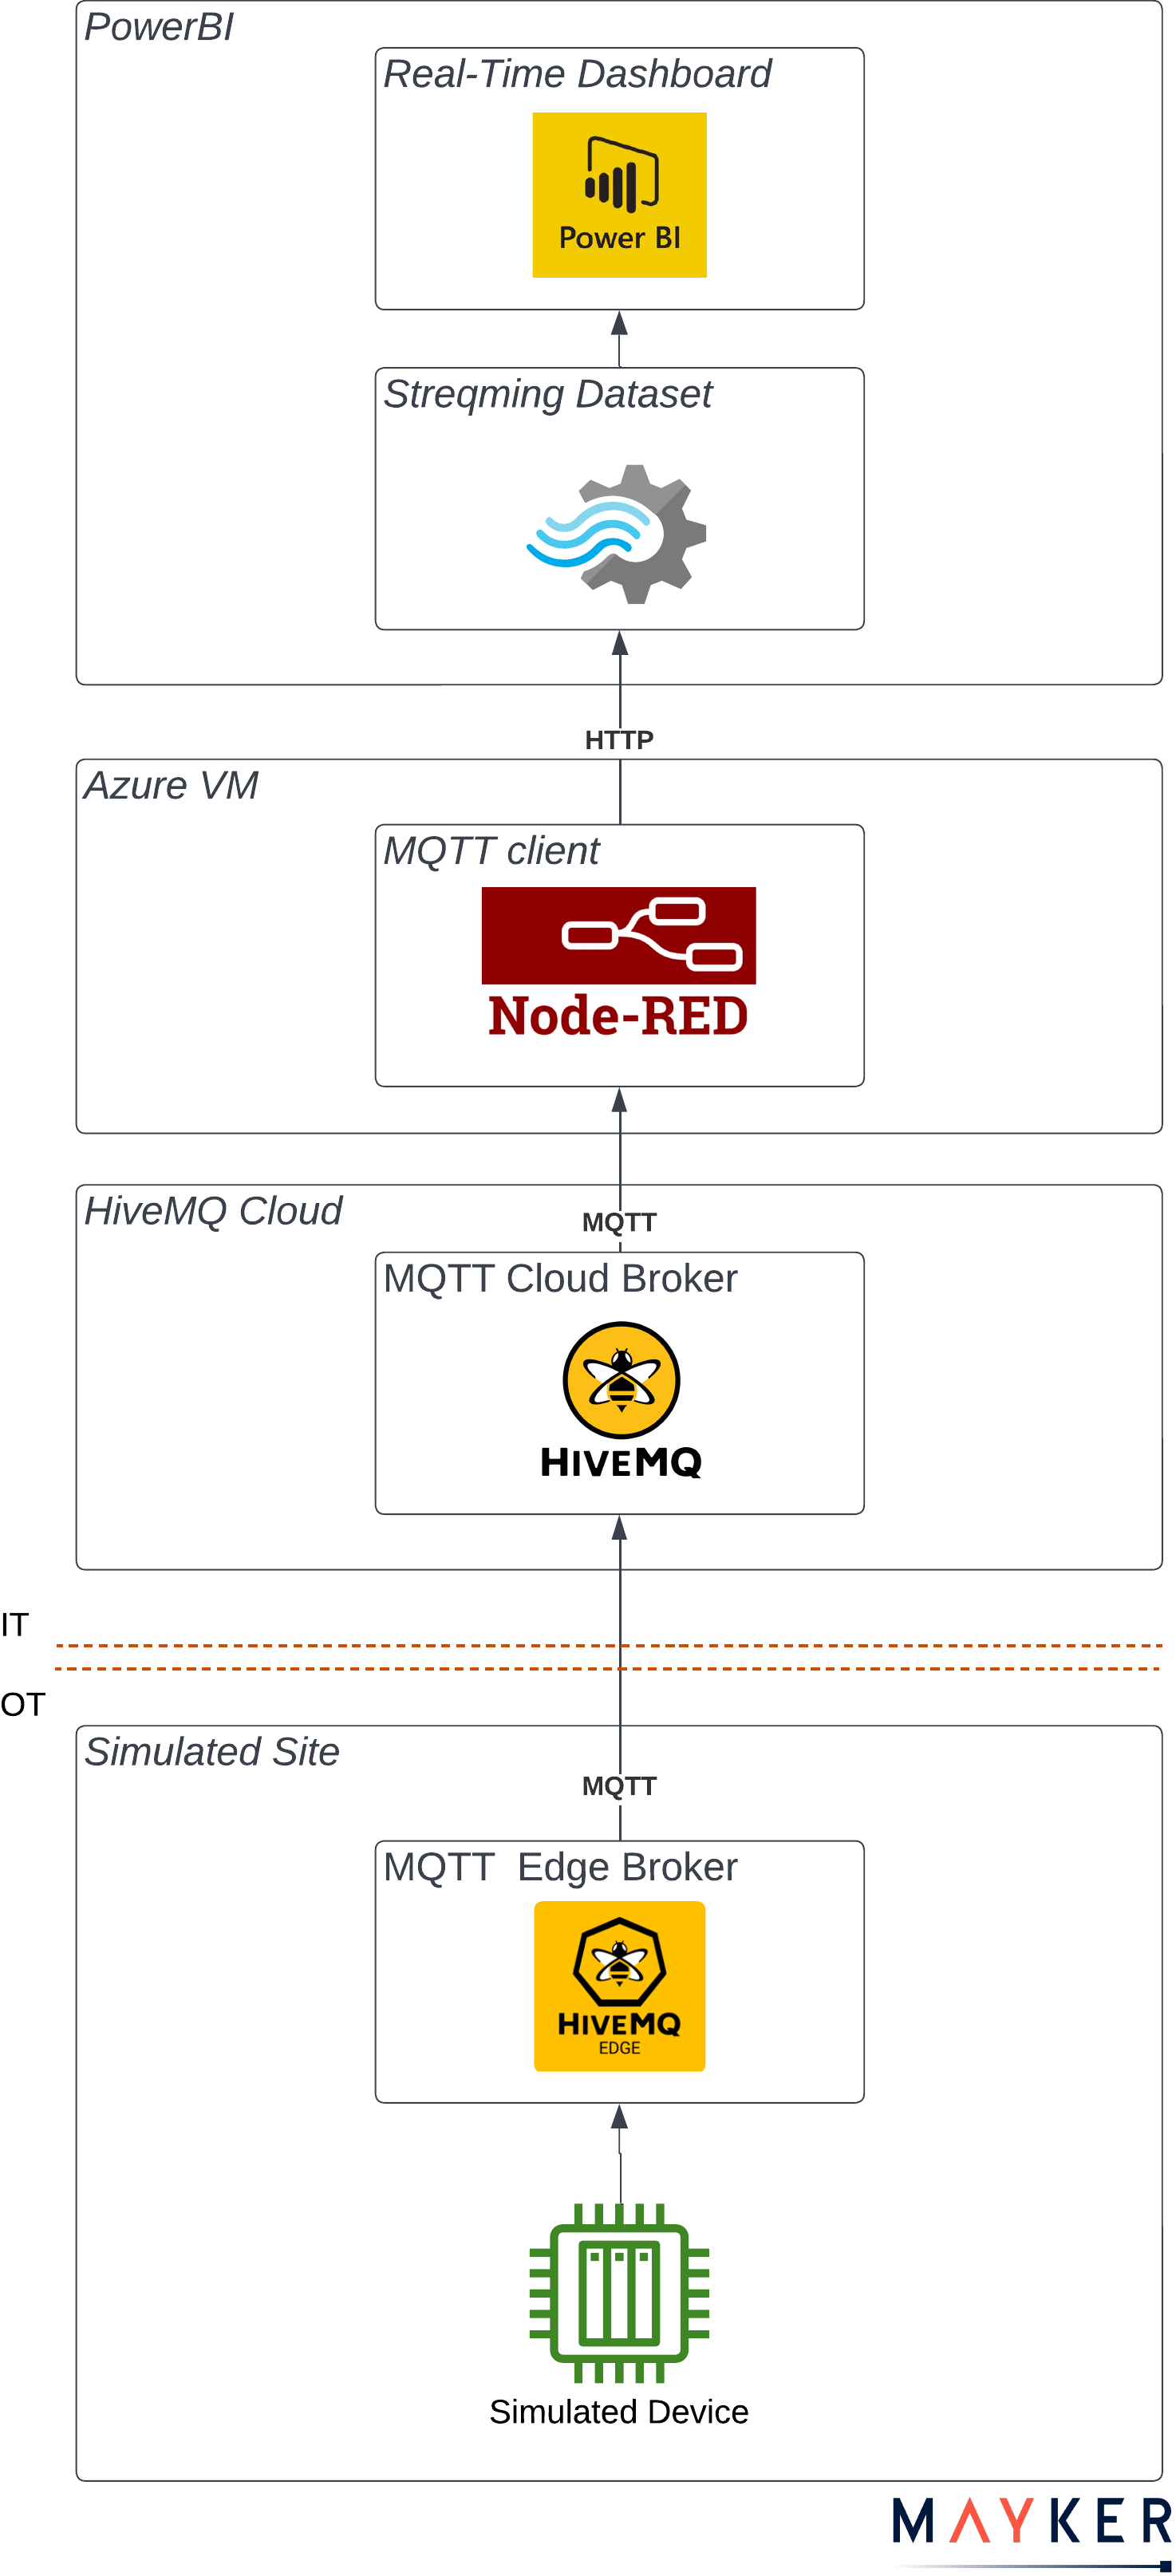 PowerBI
Real-Time Dashboard
Power BI
Streqming Dataset
HTTP
Azure VM
MQTT client
Node-RED
HiveMQ Cloud
MQTT
MQTT Cloud Broker
HIVEMQ
IT
OT
Simulated Site
MQTT
MQTT  Edge Broker
HIVEMQ
EDGE
Simulated Device
MAYKER